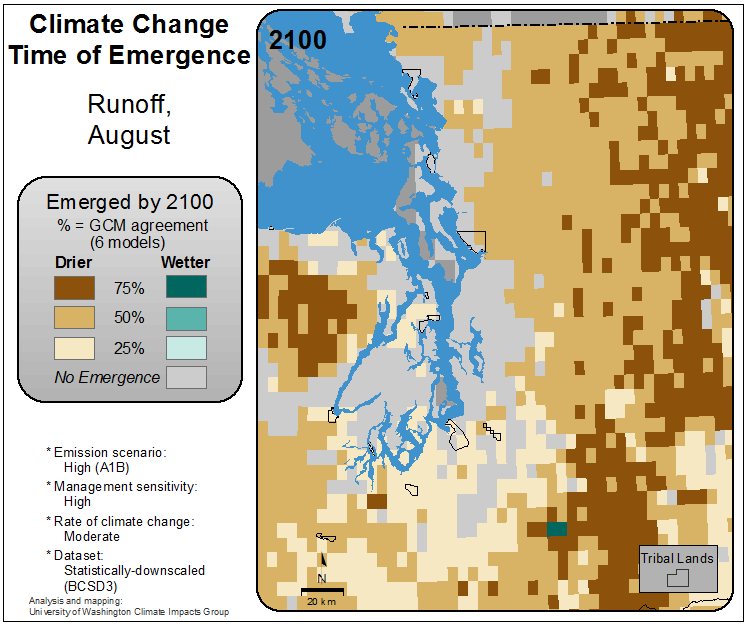 Climate Change
Time of Emergence
Runoff,
August
Emerged by 2100
% = GCM agreement
(6 models)
Drier Wetter
75%
50%
25%
No Emergence
* Emission scenario:
High (A1B)
* Management sensitivity:
High
* Rate of climate change:
Moderate
* Dataset:
Statistically-downscaled
(BCSD3)
Analysis and mapping:
University of Washington Climate Impacts Group
2100
N
20 km
Tribal Lands